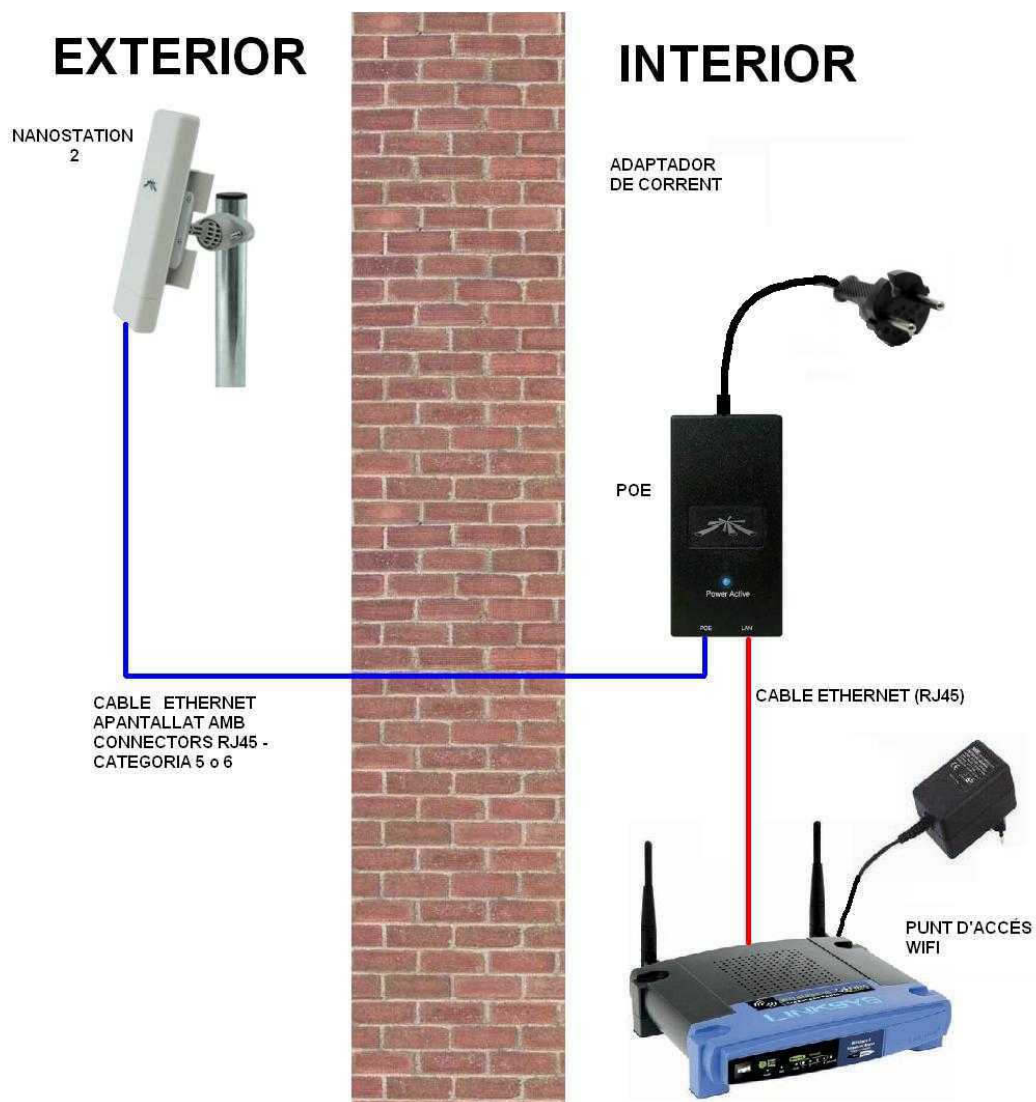 EXTERIOR
INTERIOR
NANOSTATION
2
ADAPTADOR
DE CORRENT
POE
Power Active
POE
LAN
CABLE ETHERNET
APANTALLAT AMB
CONNECTORS RJ45 -
CATEGORIA 5 o 6
CABLE ETHERNET (RJ45)
PUNT D'ACCÉS
WIFI
LINKSYS